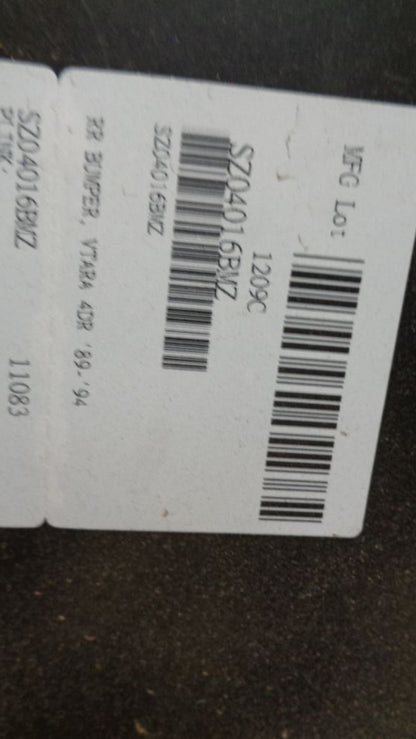 MFG Lot
1209C
SZ04016BMZ
SZ04016BMZ
RR BUMPER, VTARA 4DR '89-'94
SZ04016BMZ 11083